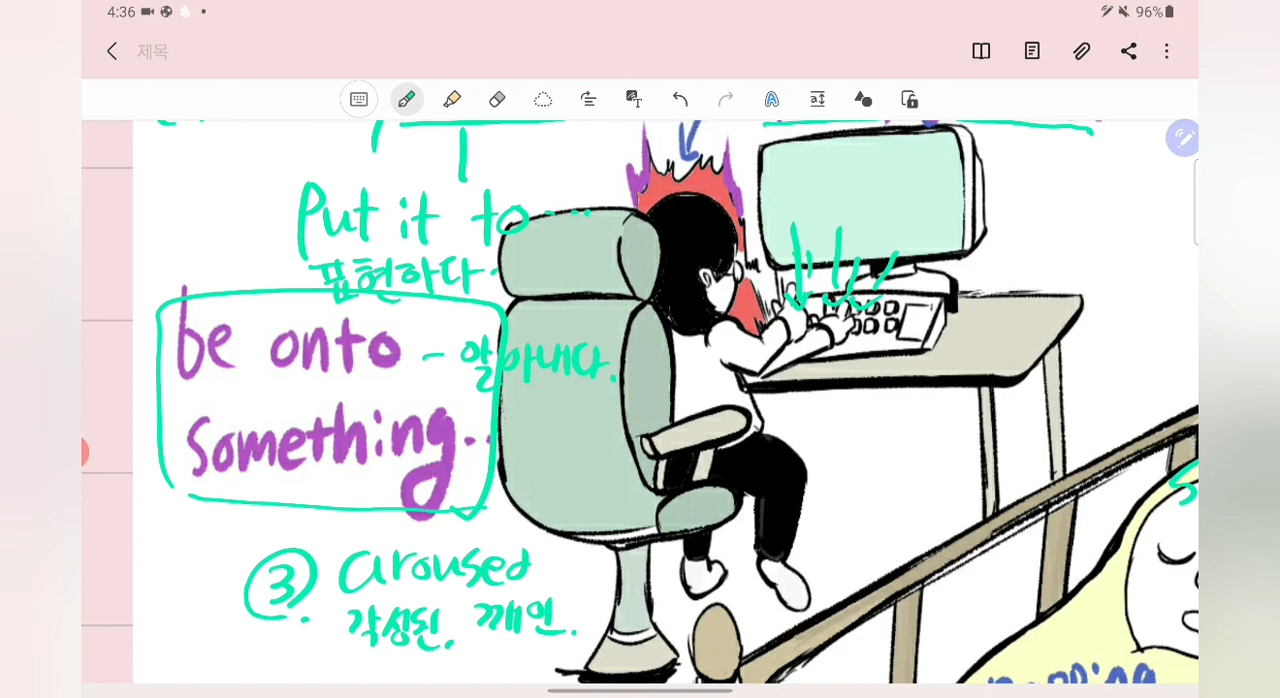 4:36
96%
제목
Put it to...
표현하다.
be onto - 알아내다.
something..
③. aroused
각성된. 깨인.